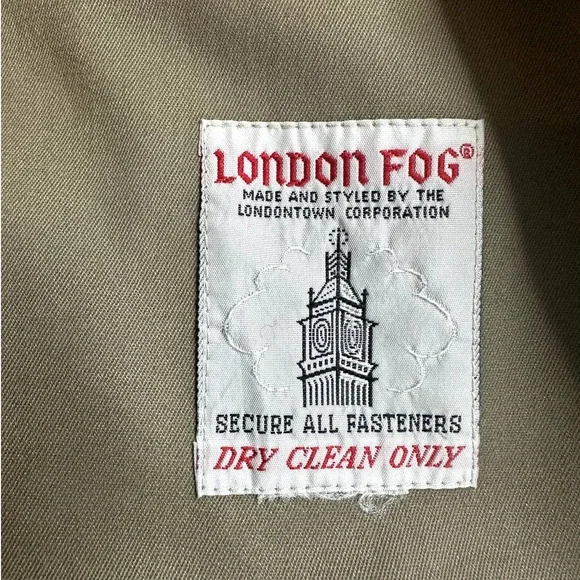 LONDON FOG®
MADE AND STYLED BY THE
LONDONTOWN CORPORATION
SECURE ALL FASTENERS
DRY CLEAN ONLY